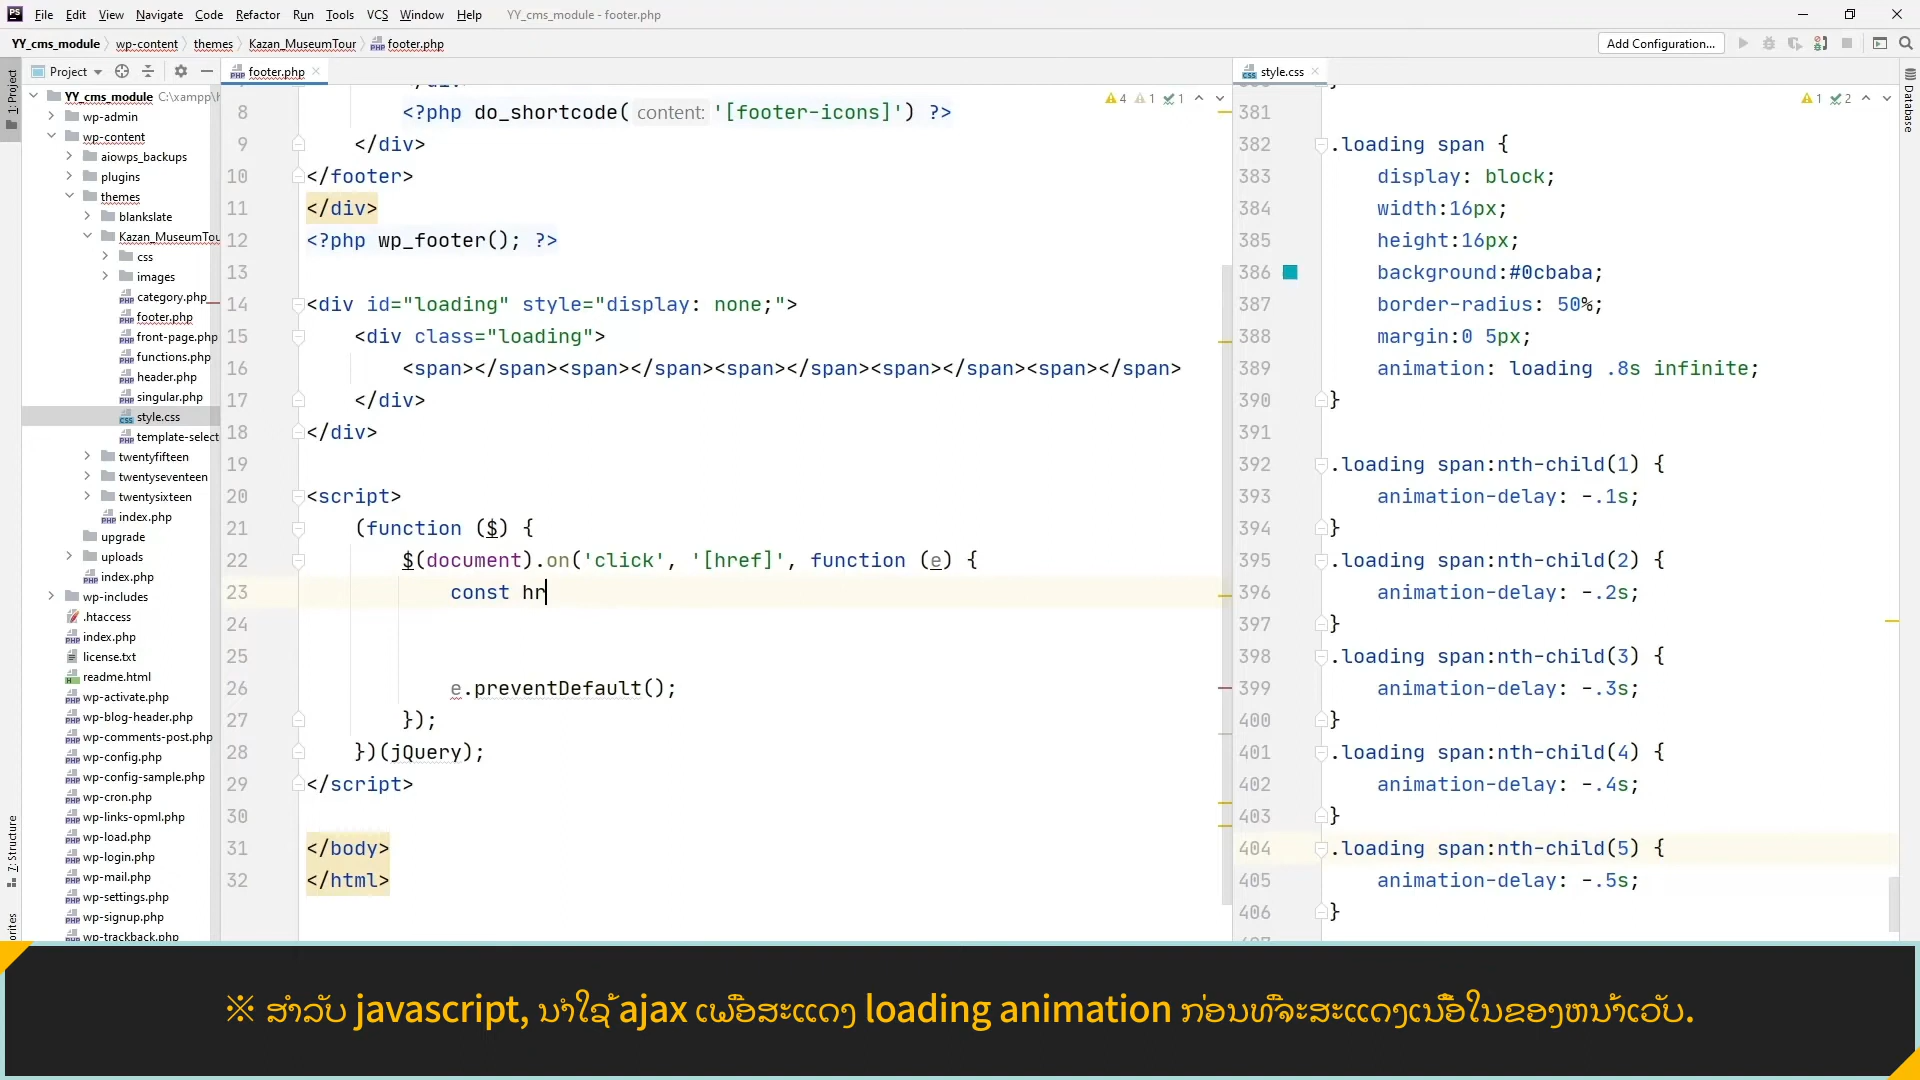 File Edit View Navigate Code Refactor Run Tools VCS Window Help YY_cms_module - footer.php
YY_cms_module wp-content themes Kazan_MuseumTour footer.php Add Configuration...
1: Project
7: Structure
Database
Project
YY_cms_module C:\xampp\h
wp-admin
wp-content
aiowps_backups
plugins
themes
blankslate
Kazan_MuseumTou
css
images
category.php
footer.php
front-page.php
functions.php
header.php
singular.php
style.css
template-select
twentyfifteen
twentyseventeen
twentysixteen
index.php
upgrade
uploads
index.php
wp-includes
.htaccess
index.php
license.txt
readme.html
wp-activate.php
wp-blog-header.php
wp-comments-post.php
wp-config.php
wp-config-sample.php
wp-cron.php
wp-links-opml.php
wp-load.php
wp-login.php
wp-mail.php
wp-settings.php
wp-signup.php
wp-trackback.php
footer.php
4 1 1
8 <?php do_shortcode( content: '[footer-icons]') ?>
9 </div>
10 </footer>
11 </div>
12 <?php wp_footer(); ?>
13
14 <div id="loading" style="display: none;">
15 <div class="loading">
16 <span></span><span></span><span></span><span></span><span></span>
17 </div>
18 </div>
19
20 <script>
21 (function ($) {
22 $(document).on('click', '[href]', function (e) {
23 const hr
24
25
26 e.preventDefault();
27 });
28 })(jQuery);
29 </script>
30
31 </body>
32 </html>
style.css
1 2
381
382 .loading span {
383 display: block;
384 width:16px;
385 height:16px;
386 background:#0cbaba;
387 border-radius: 50%;
388 margin:0 5px;
389 animation: loading .8s infinite;
390 }
391
392 .loading span:nth-child(1) {
393 animation-delay: -.1s;
394 }
395 .loading span:nth-child(2) {
396 animation-delay: -.2s;
397 }
398 .loading span:nth-child(3) {
399 animation-delay: -.3s;
400 }
401 .loading span:nth-child(4) {
402 animation-delay: -.4s;
403 }
404 .loading span:nth-child(5) {
405 animation-delay: -.5s;
406 }
※ ສຳລັບ javascript, ນຳໃຊ້ ajax ເພື່ອສະແດງ loading animation ກ່ອນທີ່ຈະສະແດງເນື້ອໃນຂອງຫນ້າເວັບ.